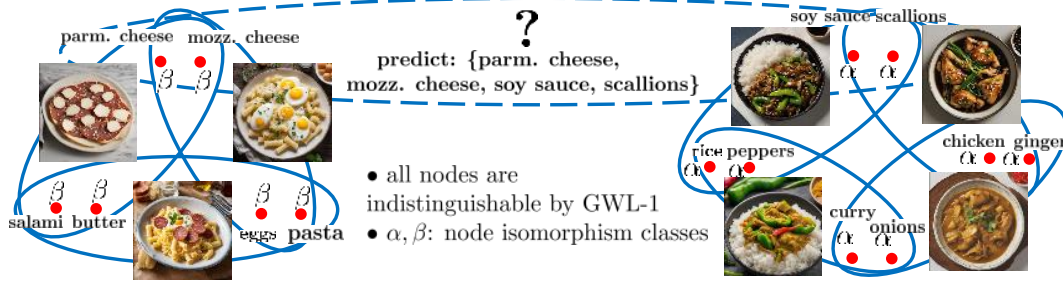 parm. cheese mozz. cheese
β β
β β
salami butter
β β
eggs pasta
?
predict: {parm. cheese,
mozz. cheese, soy sauce, scallions}
• all nodes are
indistinguishable by GWL-1
• α, β: node isomorphism classes
soy sauce scallions
α α
rice peppers
α α
chicken ginger
α α
curry
onions
α α